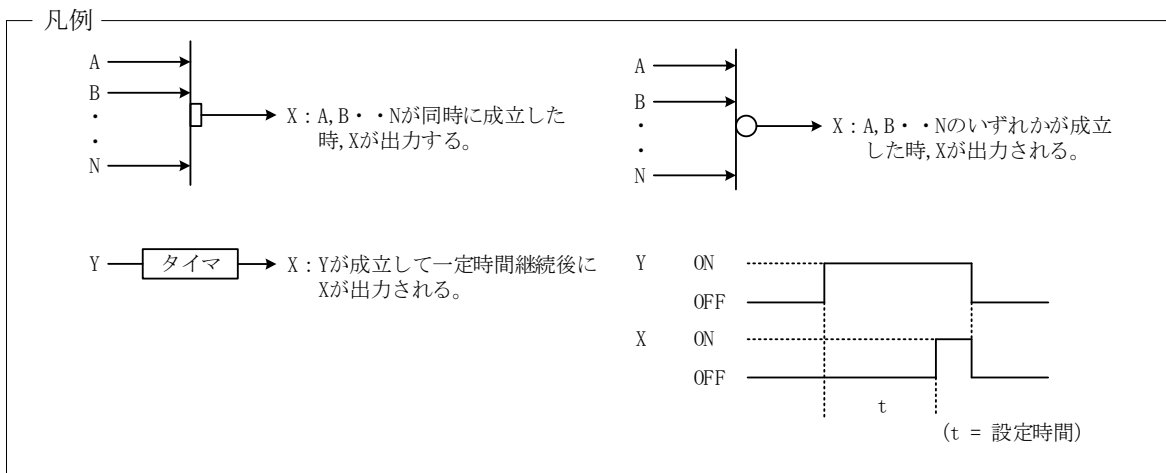 凡例
A
B
・
・
N
X：A,B・・Nが同時に成立した
時,Xが出力する。
A
B
・
・
N
X：A,B・・Nのいずれかが成立
した時,Xが出力される。
Y
タイマ
X：Yが成立して一定時間継続後に
Xが出力される。
Y ON
OFF
X ON
OFF
t
(t = 設定時間)